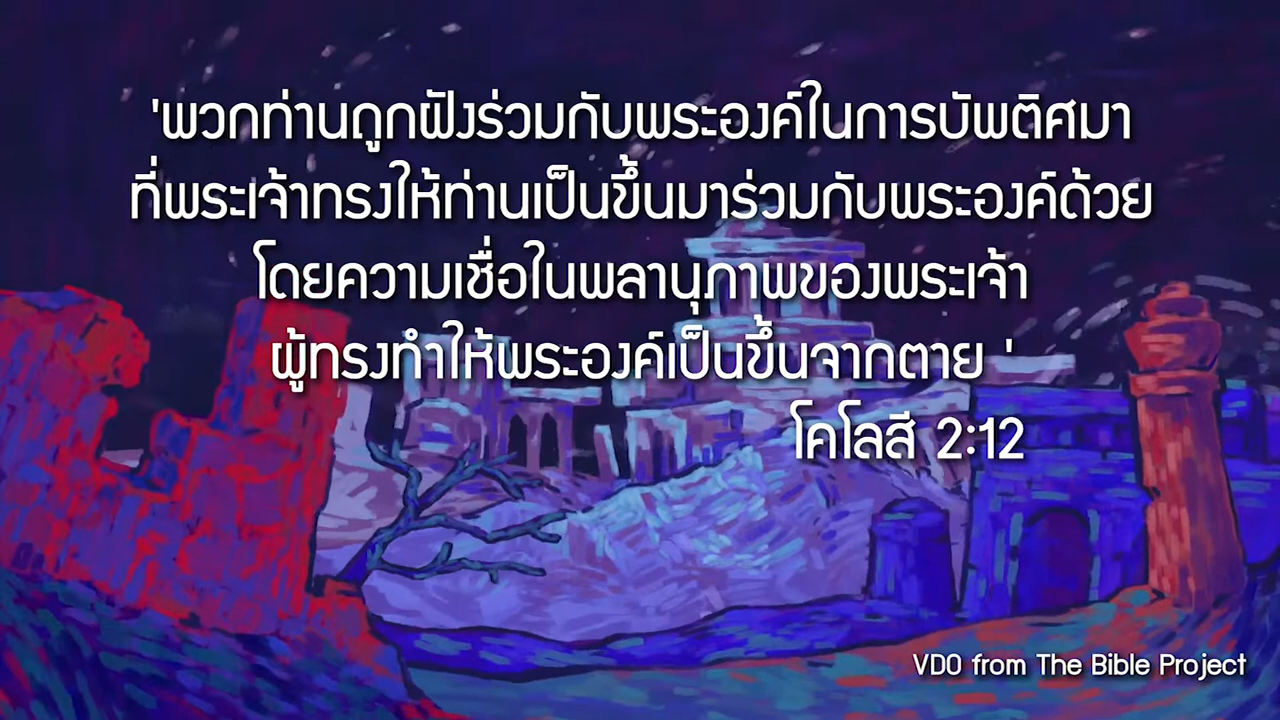 'พวกท่านถูกฝังร่วมกับพระองค์ในการบัพติศมา
ที่พระเจ้าทรงให้ท่านเป็นขึ้นมาร่วมกับพระองค์ด้วย
โดยความเชื่อในพลานุภาพของพระเจ้า
ผู้ทรงทำให้พระองค์เป็นขึ้นจากตาย '
โคโลสี 2:12
VDO from The Bible Project